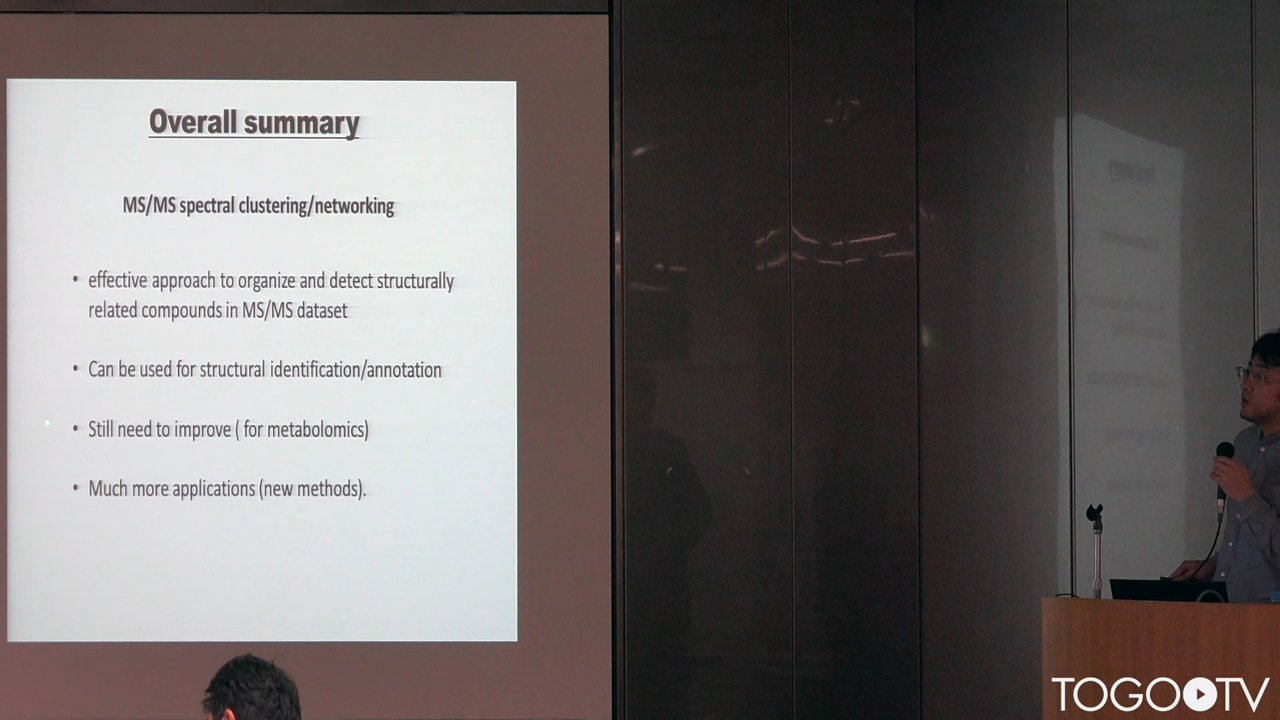 Overall summary
MS/MS spectral clustering/networking
• effective approach to organize and detect structurally
related compounds in MS/MS dataset
• Can be used for structural identification/annotation
• Still need to improve ( for metabolomics)
• Much more applications (new methods).
TOGO TV